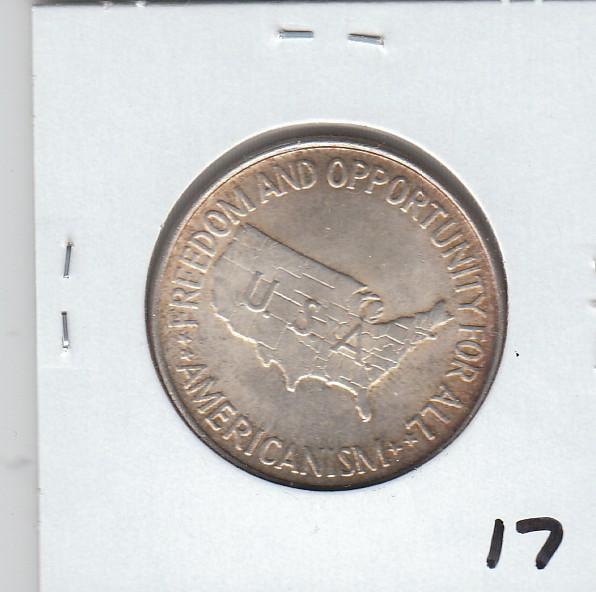 FREEDOM AND OPPORTUNITY FOR ALL
U.S.A.
AMERICANISM
17